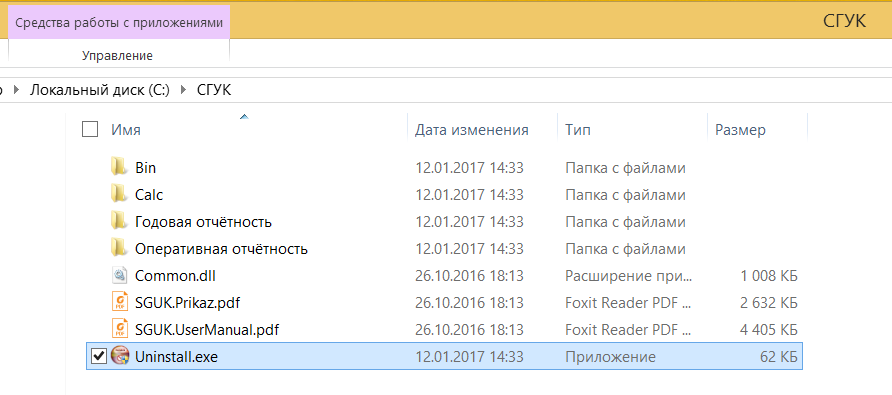 Средства работы с приложениями
СГУК
Управление
Локальный диск (C:) СГУК
Имя Дата изменения Тип Размер
Bin 12.01.2017 14:33 Папка с файлами
Calc 12.01.2017 14:33 Папка с файлами
Годовая отчётность 12.01.2017 14:33 Папка с файлами
Оперативная отчётность 12.01.2017 14:33 Папка с файлами
Common.dll 26.10.2016 18:13 Расширение при... 1 008 КБ
SGUK.Prikaz.pdf 26.10.2016 18:13 Foxit Reader PDF ... 2 632 КБ
SGUK.UserManual.pdf 26.10.2016 18:13 Foxit Reader PDF ... 4 405 КБ
Uninstall.exe 12.01.2017 14:33 Приложение 62 КБ